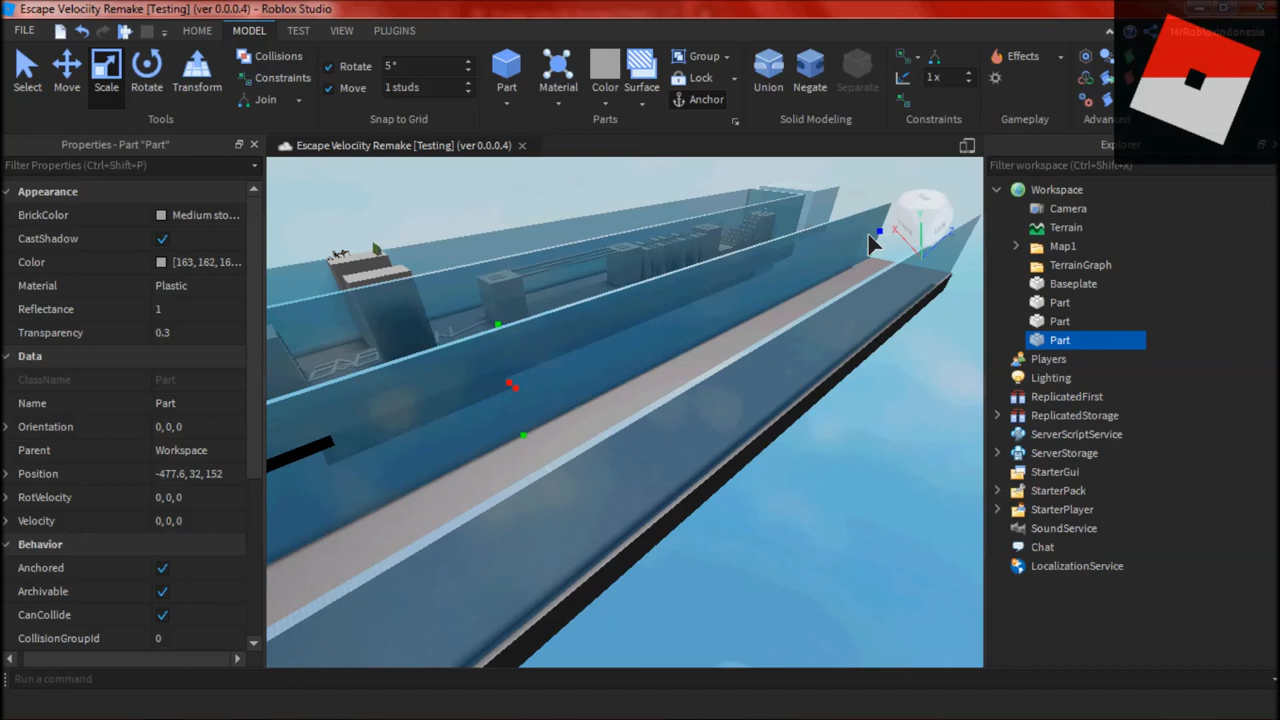 Escape Velociity Remake [Testing] (ver 0.0.0.4) - Roblox Studio
FILE HOME MODEL TEST VIEW PLUGINS MrRobloxIndonesia
Select Move Scale Rotate Transform
Collisions
Constraints
Join
Rotate 5°
Move 1 studs
Part Material Color Surface
Group
Lock
Anchor
Union Negate Separate
1x
Effects
Tools Snap to Grid Parts Solid Modeling Constraints Gameplay Advanc
Properties - Part "Part"
Filter Properties (Ctrl+Shift+P)
Appearance
BrickColor Medium sto...
CastShadow
Color [163, 162, 16...
Material Plastic
Reflectance 1
Transparency 0.3
Data
ClassName Part
Name Part
Orientation 0,0,0
Parent Workspace
Position -477.6, 32, 152
RotVelocity 0,0,0
Velocity 0,0,0
Behavior
Anchored
Archivable
CanCollide
CollisionGroupId 0
Escape Velociity Remake [Testing] (ver 0.0.0.4)
Y
X
Z
Explorer
Filter workspace (Ctrl+Shift+X)
Workspace
Camera
Terrain
Map1
TerrainGraph
Baseplate
Part
Part
Part
Players
Lighting
ReplicatedFirst
ReplicatedStorage
ServerScriptService
ServerStorage
StarterGui
StarterPack
StarterPlayer
SoundService
Chat
LocalizationService
Run a command